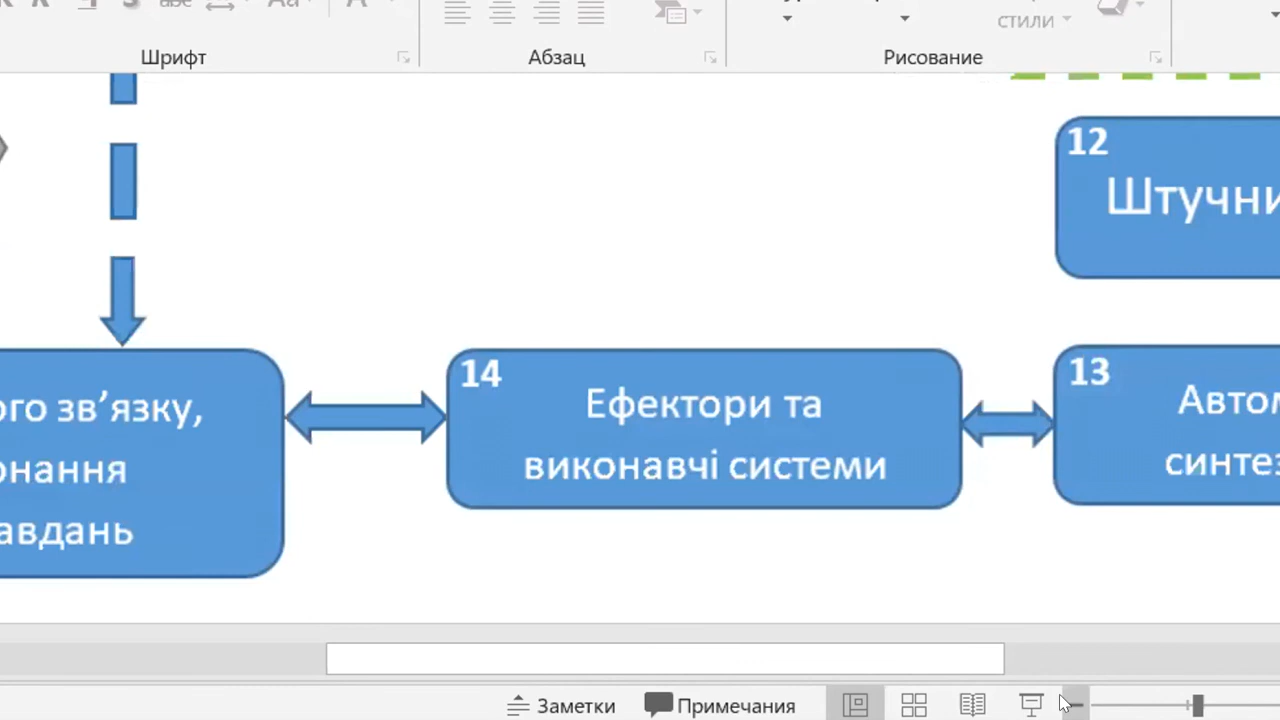 Шрифт
Абзац
стили
Рисование
12
Штучни
ого зв’язку,
онання
авдань
14
Ефектори та
виконавчі системи
13
Автом
синтез
Заметки
Примечания